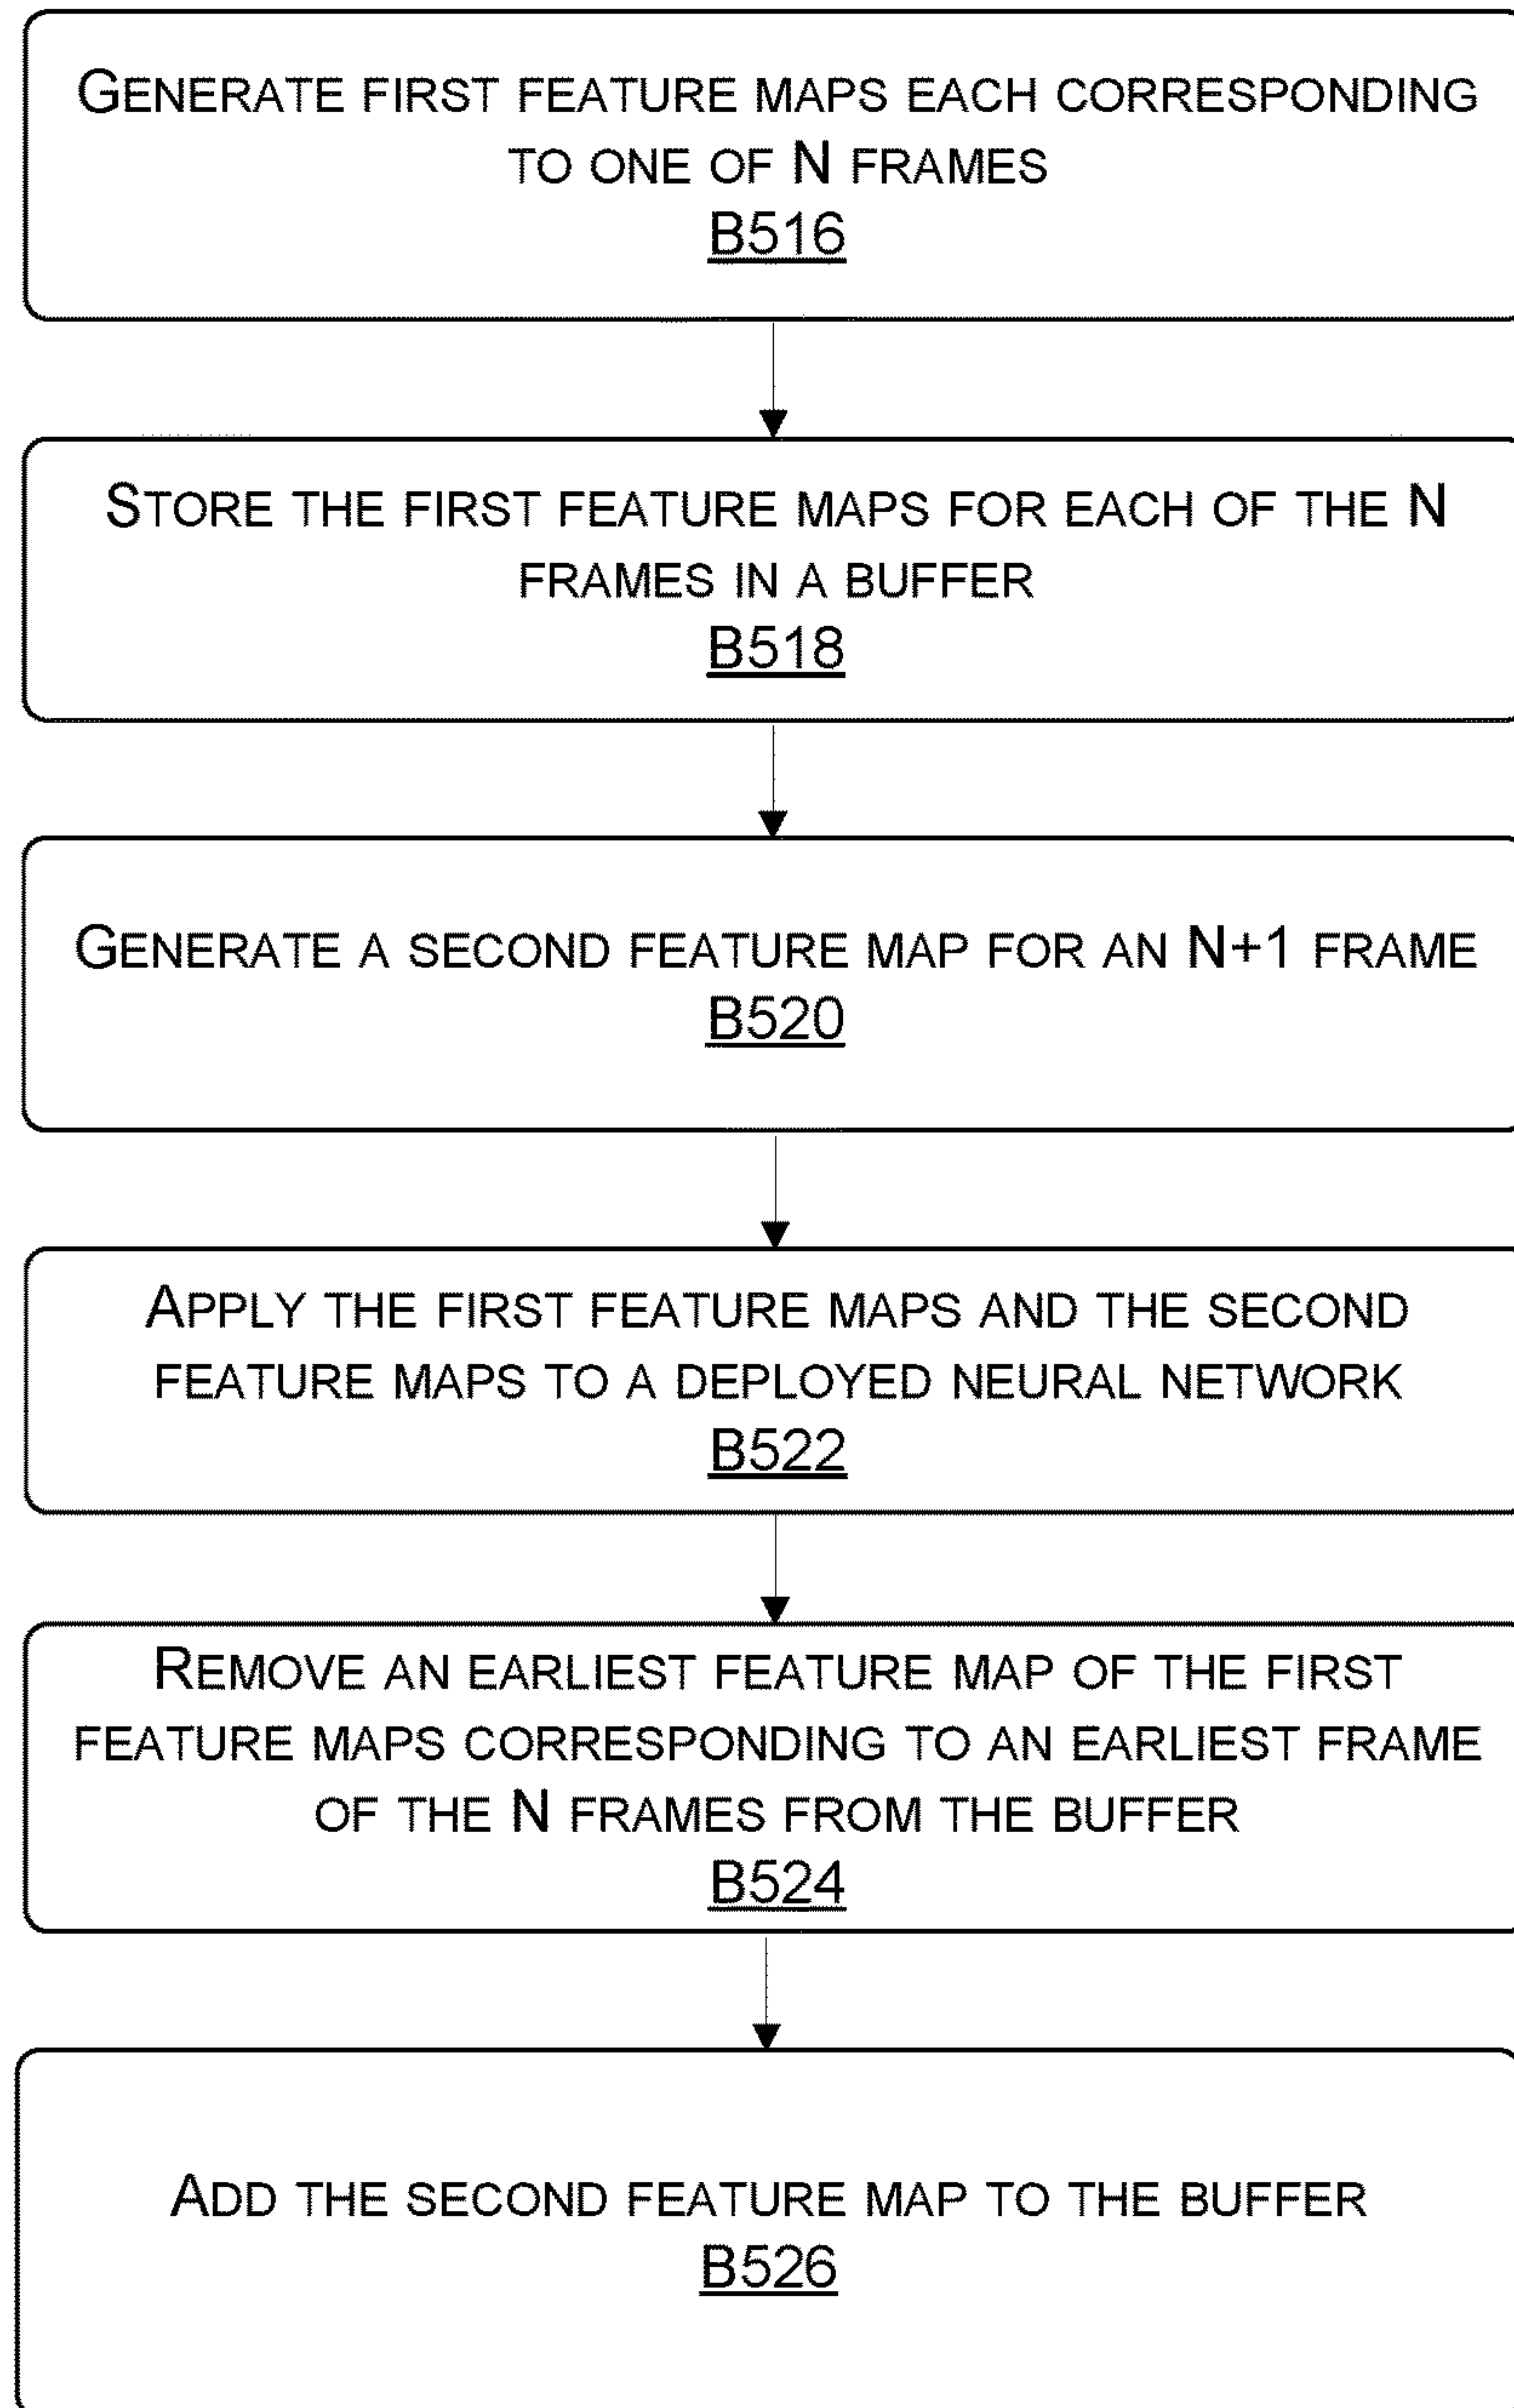 GENERATE FIRST FEATURE MAPS EACH CORRESPONDING
TO ONE OF N FRAMES
B516
STORE THE FIRST FEATURE MAPS FOR EACH OF THE N
FRAMES IN A BUFFER
B518
GENERATE A SECOND FEATURE MAP FOR AN N+1 FRAME
B520
APPLY THE FIRST FEATURE MAPS AND THE SECOND
FEATURE MAPS TO A DEPLOYED NEURAL NETWORK
B522
REMOVE AN EARLIEST FEATURE MAP OF THE FIRST
FEATURE MAPS CORRESPONDING TO AN EARLIEST FRAME
OF THE N FRAMES FROM THE BUFFER
B524
ADD THE SECOND FEATURE MAP TO THE BUFFER
B526